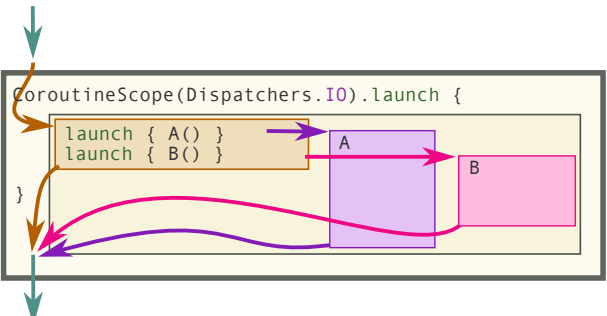 CoroutineScope(Dispatchers.IO).launch {
launch { A() }
launch { B() }
A
B
}